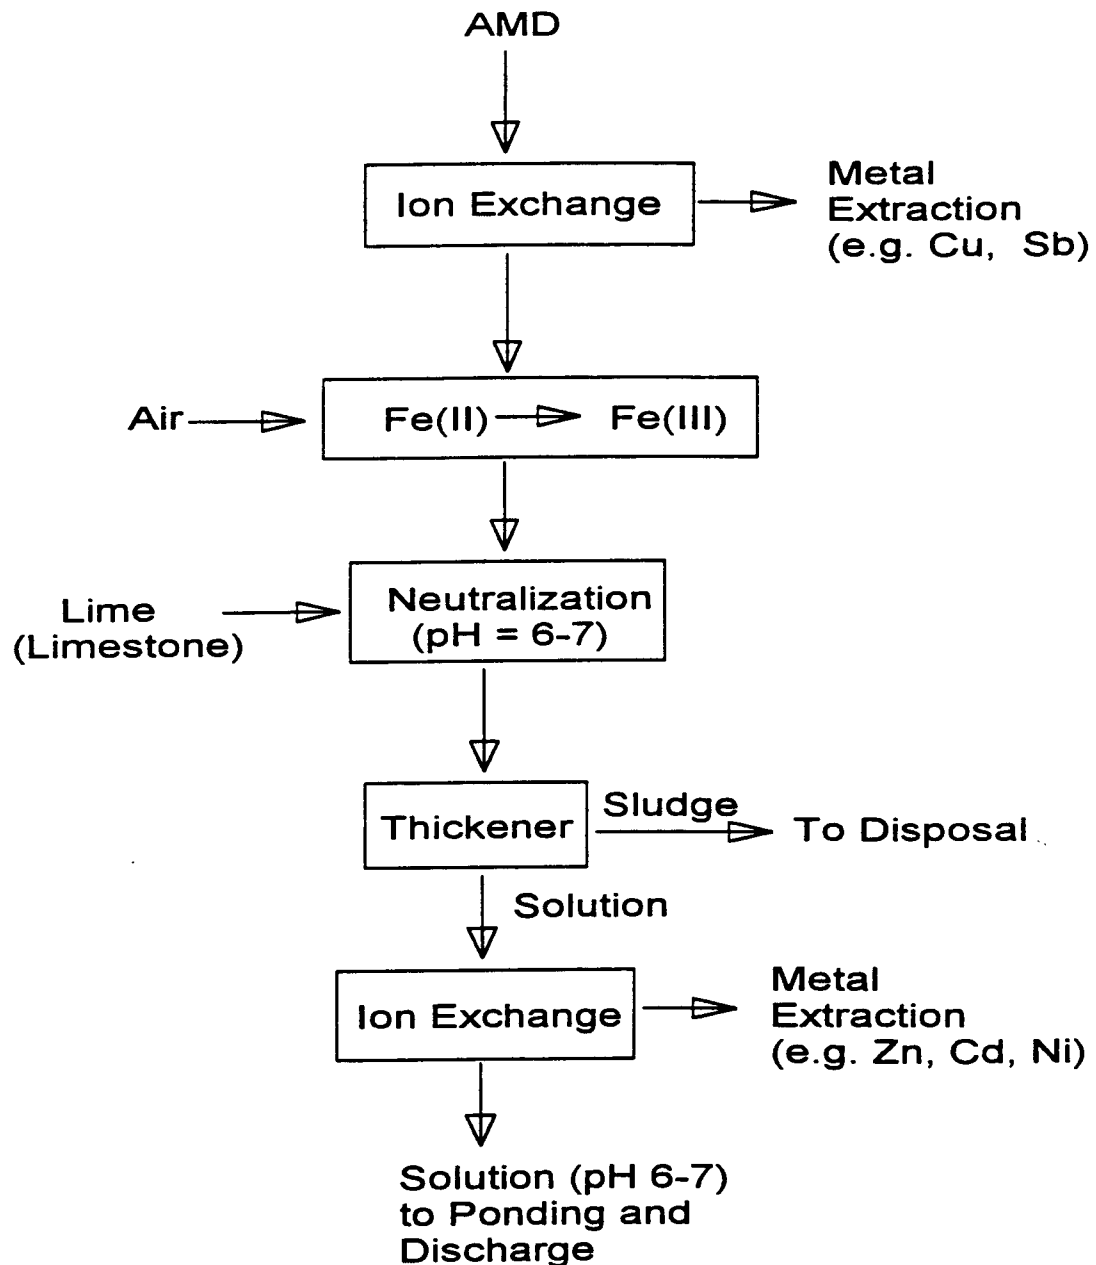 AMD
Ion Exchange
Metal
Extraction
(e.g. Cu, Sb)
Air
Fe(II) Fe(III)
Lime
(Limestone)
Neutralization
(pH = 6-7)
Thickener
Sludge
To Disposal
Solution
Ion Exchange
Metal
Extraction
(e.g. Zn, Cd, Ni)
Solution (pH 6-7)
to Ponding and
Discharge